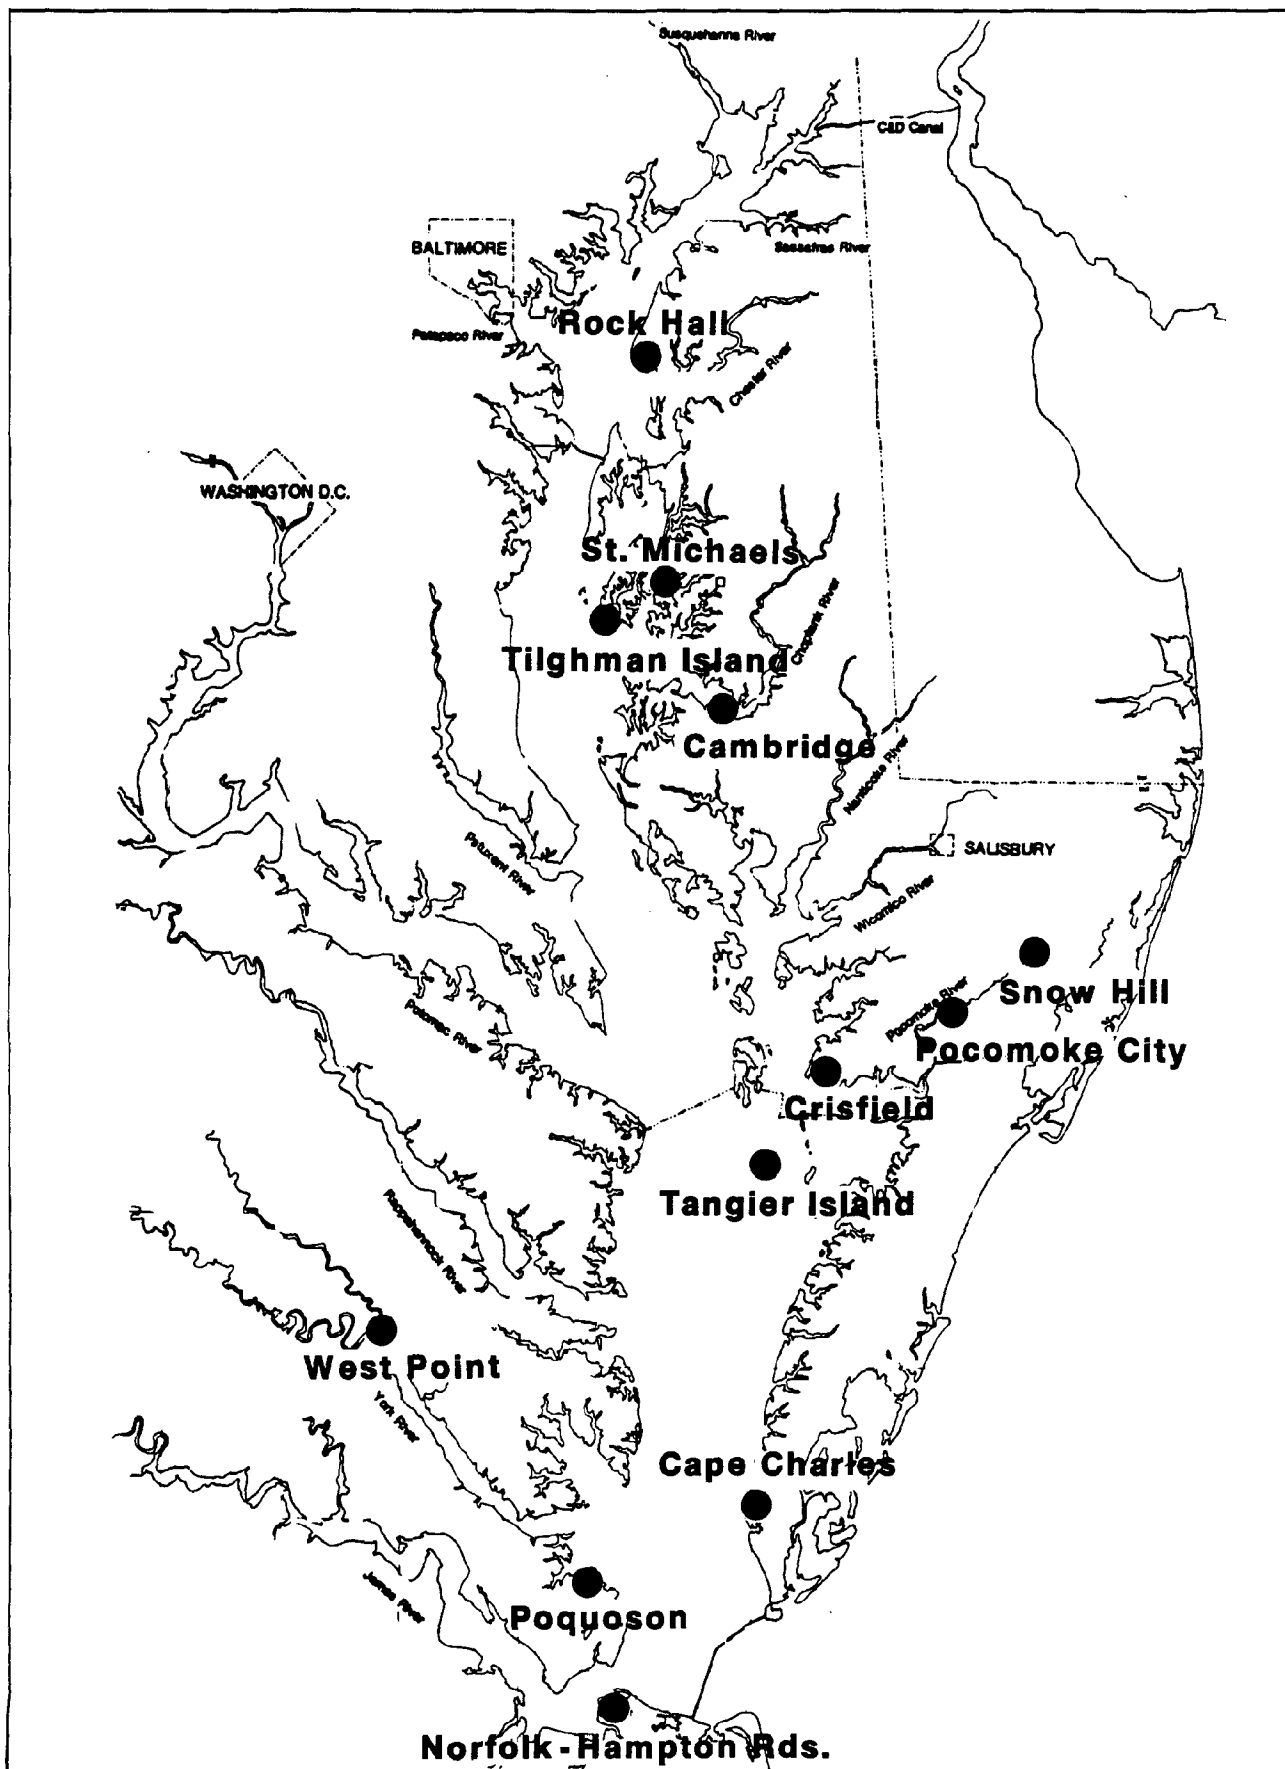 Susquehanna River
C&D Canal
BALTIMORE
Sassafras River
Rock Hall
Patapsco River
Chester River
WASHINGTON D.C.
St. Michaels
Choptank River
Tilghman Island
Cambridge
Nanticoke River
Patuxent River
SALISBURY
Wicomico River
Snow Hill
Pocomoke River
Potomac River
Pocomoke City
Crisfield
Tangier Island
Rappahannock River
West Point
York River
Cape Charles
James River
Poquoson
Norfolk-Hampton Rds.